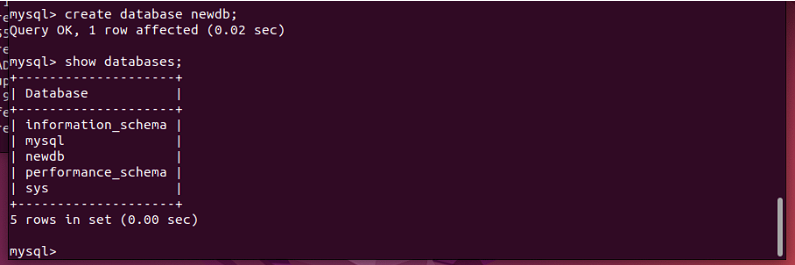 mysql> create database newdb;
Query OK, 1 row affected (0.02 sec)
mysql> show databases;
+--------------------+
| Database           |
+--------------------+
| information_schema |
| mysql              |
| newdb              |
| performance_schema |
| sys                |
+--------------------+
5 rows in set (0.00 sec)
mysql>